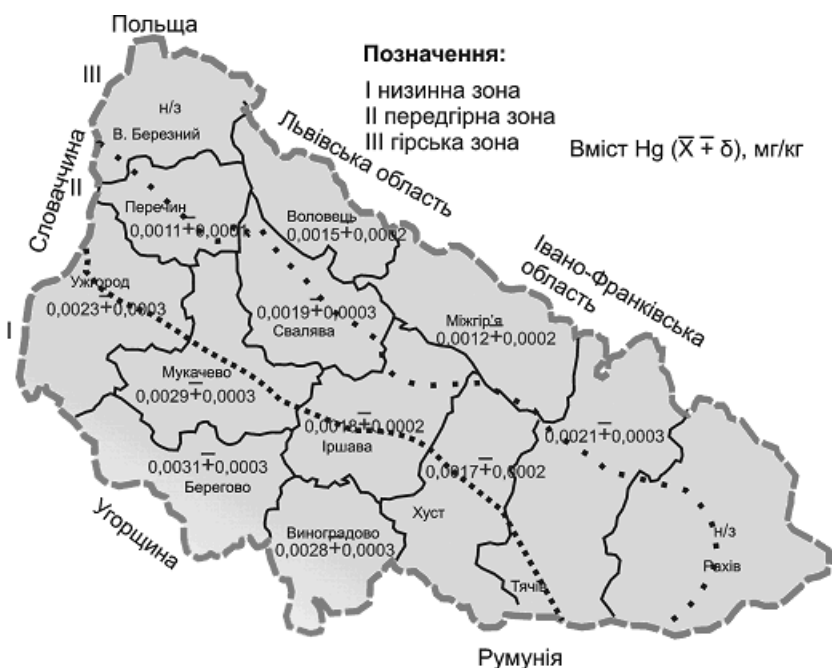 Польща
III
Позначення:
I низинна зона
II передгірна зона
III гірська зона
Вміст Hg (X̅ ∓ δ), мг/кг
н/з
В. Березний
Львівська область
Словаччина
II
Перечин
0,0011∓0,0001
Воловець
0,0015∓0,0002
Івано-Франківська
область
Ужгород
0,0023∓0,0003
0,0019∓0,0003
Свалява
Міжгір'я
0,0012∓0,0002
I
Мукачево
0,0029∓0,0003
0,0018∓0,0002
Іршава
0,0021∓0,0003
0,0031∓0,0003
Берегово
0,0017∓0,0002
Угорщина
Виноградово
0,0028∓0,0003
Хуст
н/з
Рахів
Тячів
Румунія